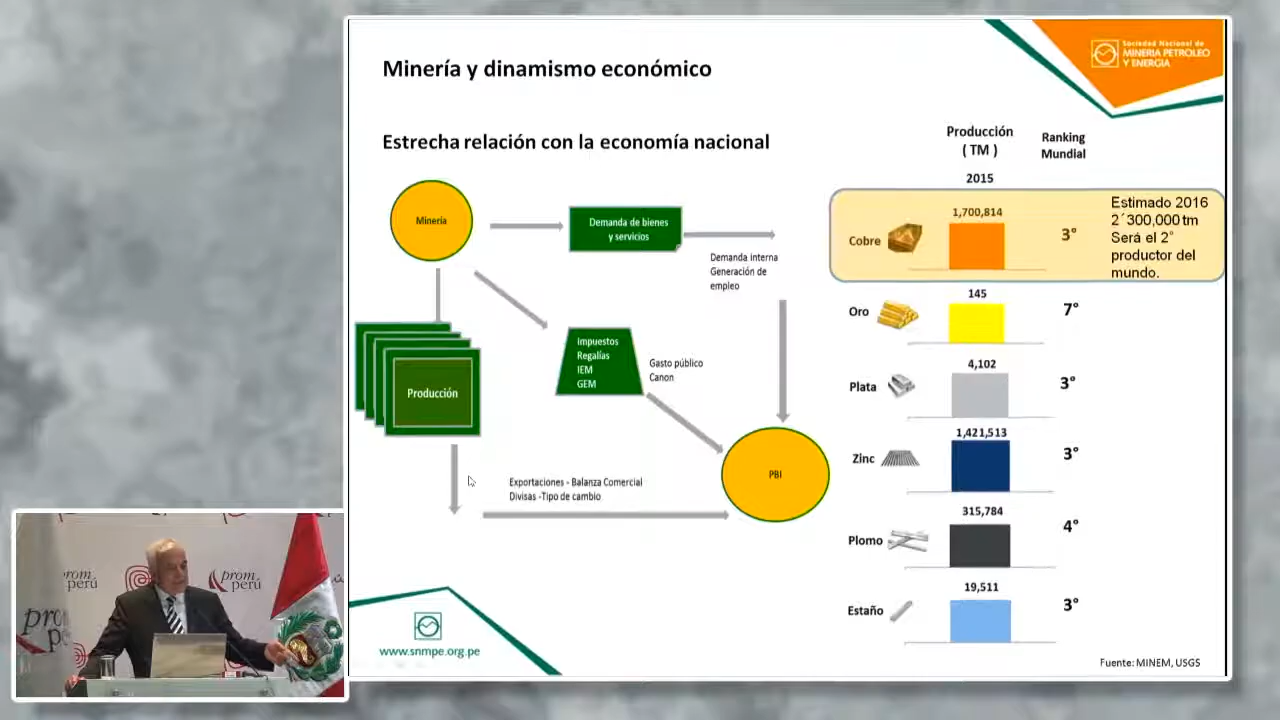 Minería y dinamismo económico
Sociedad Nacional de
MINERIA PETROLEO
Y ENERGIA
Estrecha relación con la economía nacional
Producción
( TM )
2015
Ranking
Mundial
Minería
Demanda de bienes
y servicios
Demanda interna
Generación de
empleo
Producción
Impuestos
Regalías
IEM
GEM
Gasto público
Canon
PBI
Exportaciones - Balanza Comercial
Divisas -Tipo de cambio
Cobre
1,700,814
3°
Estimado 2016
2´300,000 tm
Será el 2°
productor del
mundo.
Oro
145
7°
Plata
4,102
3°
Zinc
1,421,513
3°
Plomo
315,784
4°
Estaño
19,511
3°
www.snmpe.org.pe
Fuente: MINEM, USGS
prom
perú
prom
perú